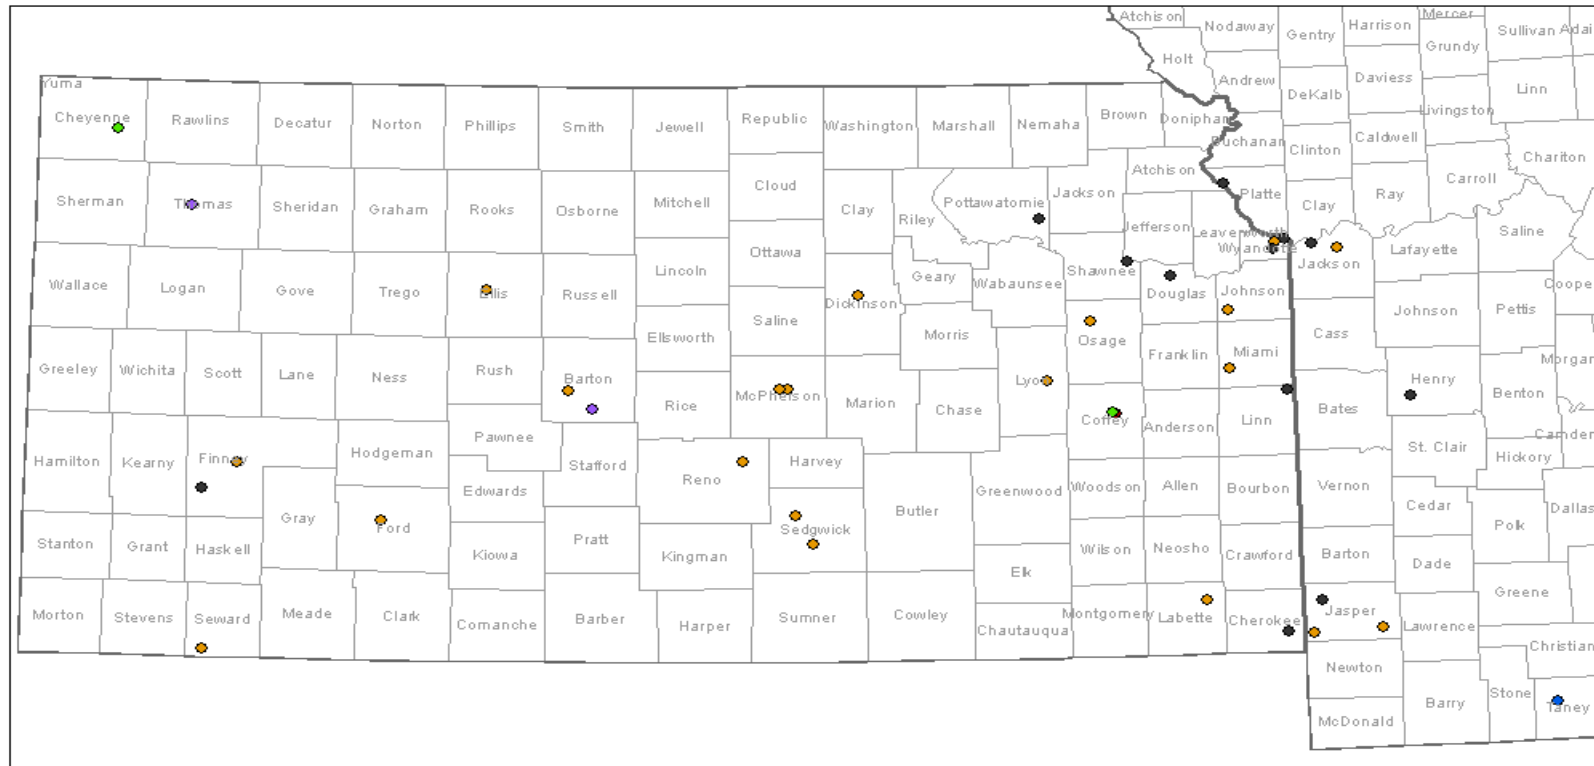 Atchison
Nodaway
Gentry
Harrison
Mercer
Sullivan
Adair
Grundy
Holt
Andrew
DeKalb
Daviess
Livingston
Linn
Yuma
Cheyenne
Rawlins
Decatur
Norton
Phillips
Smith
Jewell
Republic
Washington
Marshall
Nemaha
Brown
Doniphan
Buchanan
Clinton
Caldwell
Chariton
Sherman
Thomas
Sheridan
Graham
Rooks
Osborne
Mitchell
Cloud
Clay
Riley
Pottawatomie
Jackson
Atchison
Platte
Clay
Ray
Carroll
Jefferson
Leavenworth
Wyandotte
Jackson
Lafayette
Saline
Wallace
Logan
Gove
Trego
Ellis
Russell
Lincoln
Ottawa
Dickinson
Geary
Wabaunsee
Shawnee
Douglas
Johnson
Cass
Johnson
Pettis
Cooper
Greeley
Wichita
Scott
Lane
Ness
Rush
Barton
Ellsworth
Saline
Morris
Osage
Franklin
Miami
Henry
Morgan
Benton
Rice
McPherson
Marion
Chase
Lyon
Coffey
Anderson
Linn
Bates
St. Clair
Camden
Hickory
Hamilton
Kearny
Finney
Hodgeman
Pawnee
Stafford
Edwards
Reno
Harvey
Butler
Greenwood
Woodson
Allen
Bourbon
Vernon
Cedar
Polk
Dallas
Stanton
Grant
Haskell
Gray
Ford
Kiowa
Pratt
Kingman
Sedgwick
Elk
Wilson
Neosho
Crawford
Barton
Dade
Greene
Morton
Stevens
Seward
Meade
Clark
Comanche
Barber
Harper
Sumner
Cowley
Chautauqua
Montgomery
Labette
Cherokee
Jasper
Lawrence
Christian
Newton
Barry
Stone
Taney
McDonald